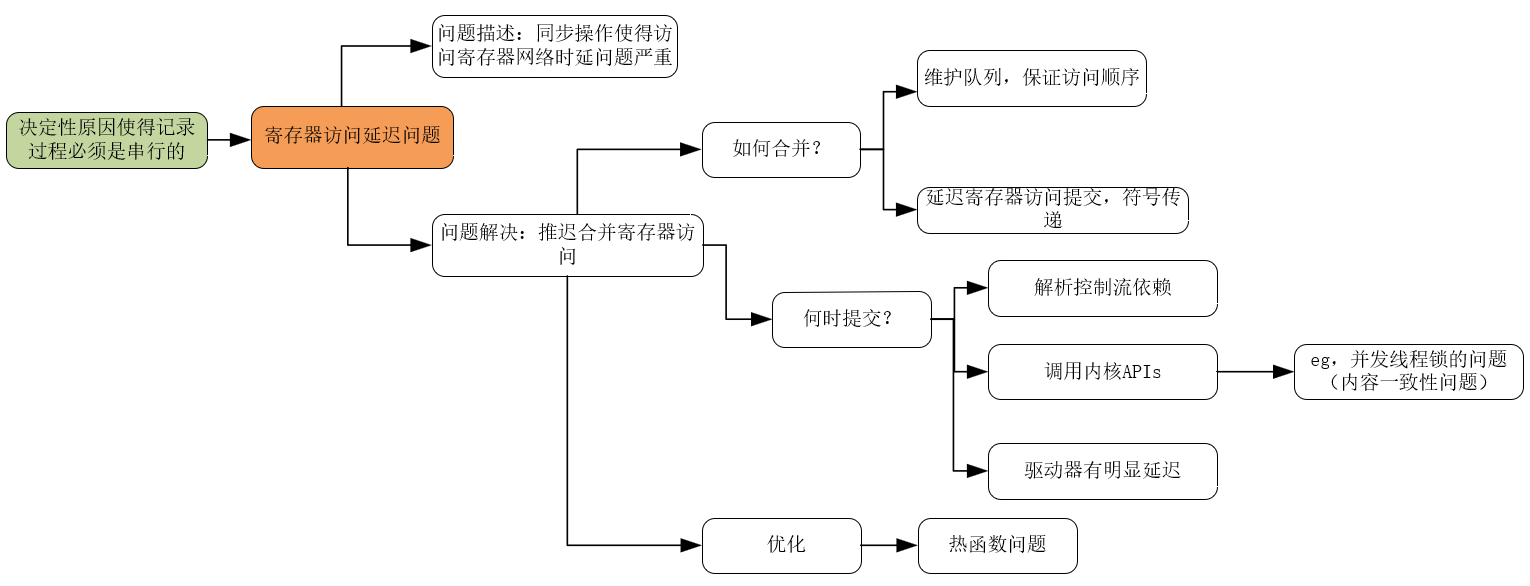 决定性原因使得记录
过程必须是串行的
寄存器访问延迟问题
问题描述：同步操作使得访
问寄存器网络时延问题严重
问题解决：推迟合并寄存器访
问
如何合并？
维护队列，保证访问顺序
延迟寄存器访问提交，符号传
递
何时提交？
解析控制流依赖
调用内核APIs
eg，并发线程锁的问题
（内容一致性问题）
驱动器有明显延迟
优化
热函数问题